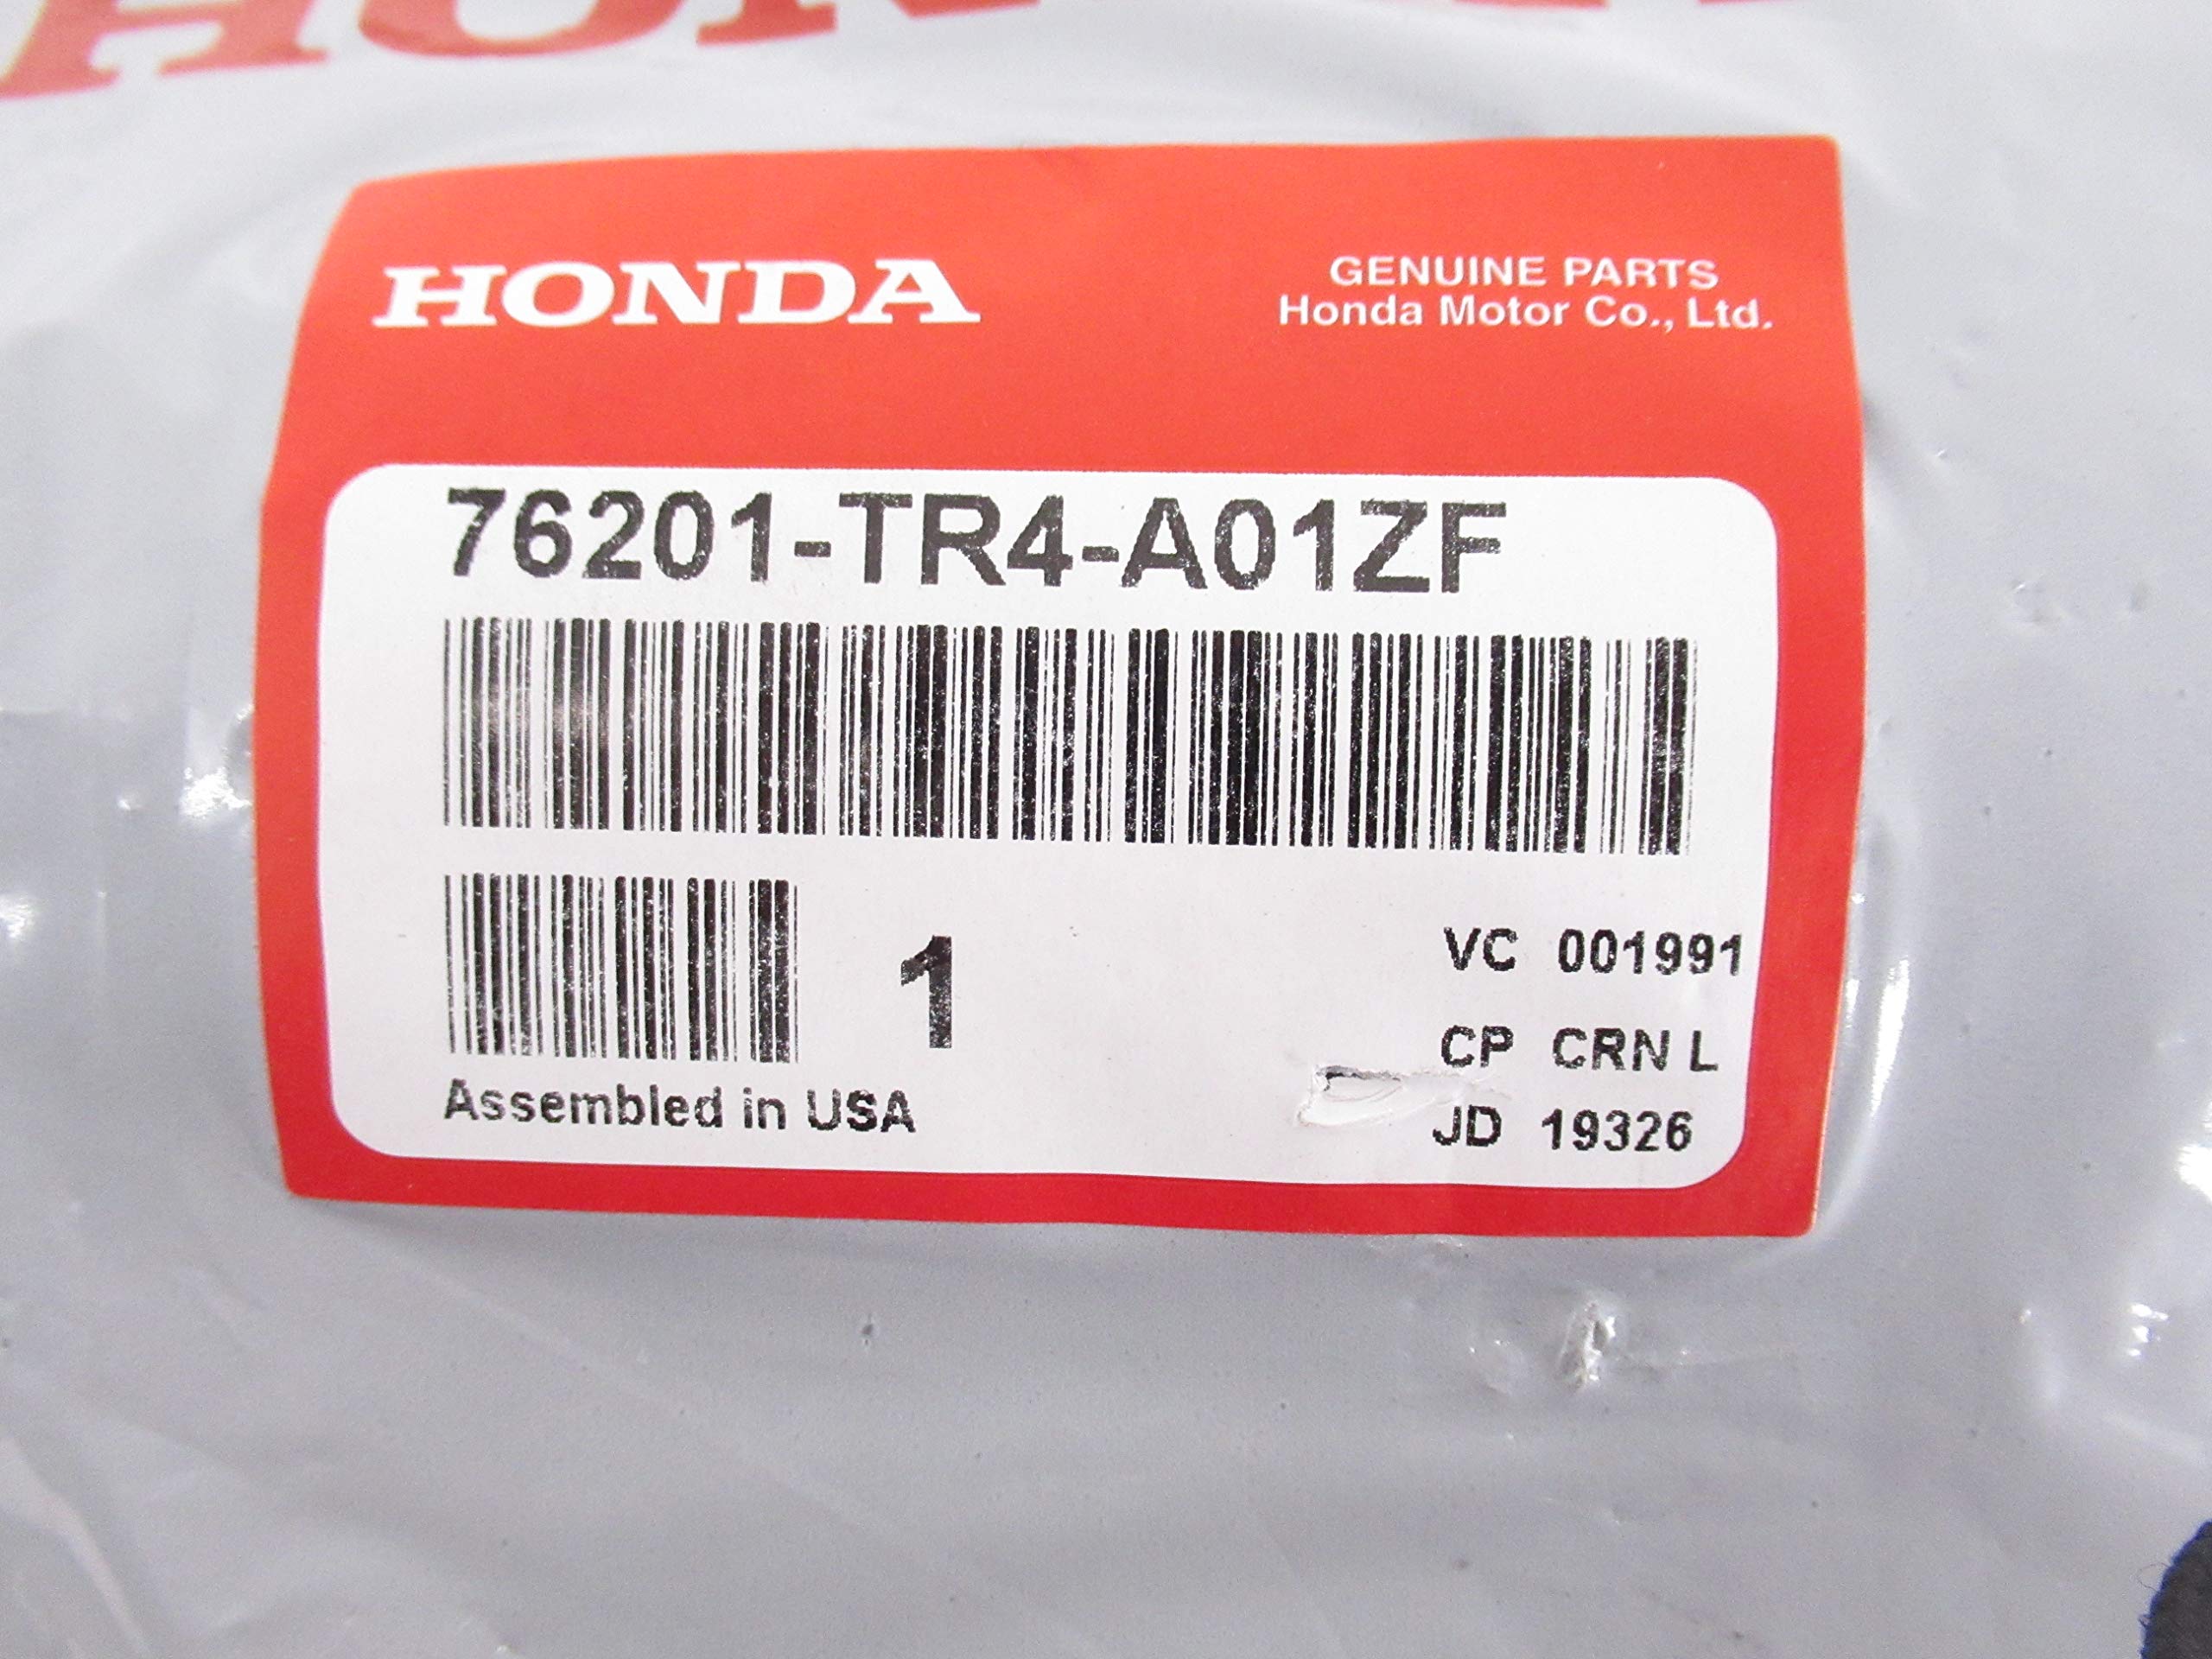 HONDA
GENUINE PARTS
Honda Motor Co., Ltd.
76201-TR4-A01ZF
1
VC 001991
CP CRN L
JD 19326
Assembled in USA